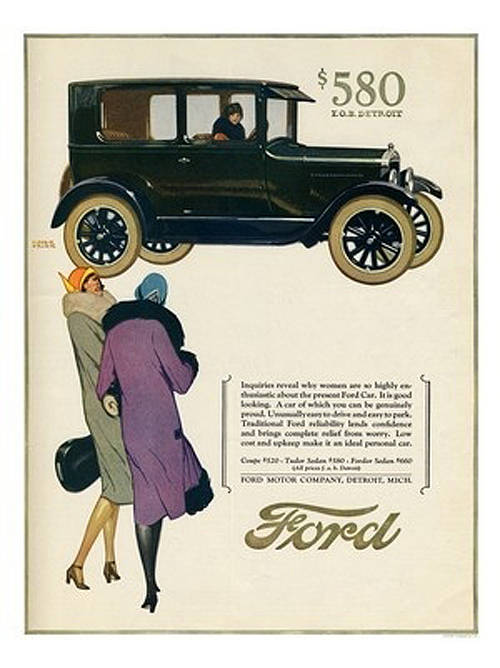 $580
F.O.B. DETROIT
Inquiries reveal why women are so highly en-
thusiastic about the present Ford Car. It is good
looking. A car of which you can be genuinely
proud. Unusually easy to drive and easy to park.
Traditional Ford reliability lends confidence
and brings complete relief from worry. Low
cost and upkeep make it an ideal personal car.
Coupe $520 - Tudor Sedan $580 - Fordor Sedan $660
(All prices f. o. b. Detroit)
FORD MOTOR COMPANY, DETROIT, MICH.
Ford